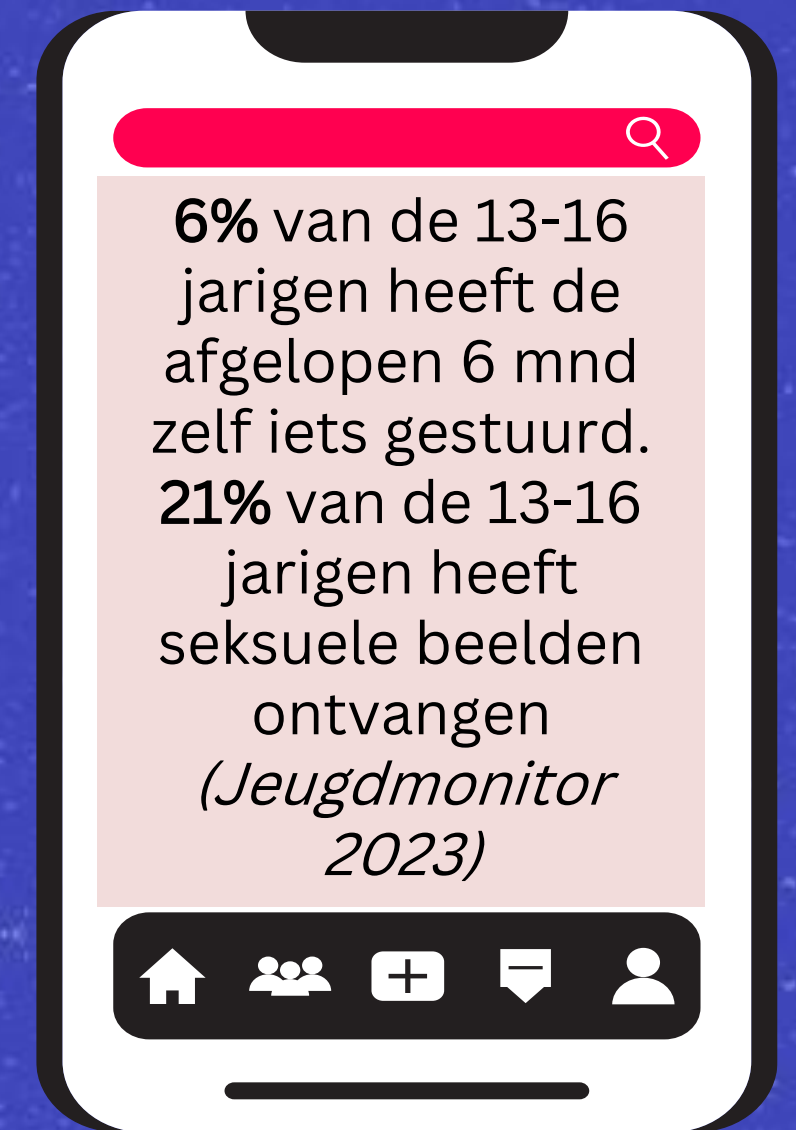 6% van de 13-16
jarigen heeft de
afgelopen 6 mnd
zelf iets gestuurd.
21% van de 13-16
jarigen heeft
seksuele beelden
ontvangen
(Jeugdmonitor
2023)